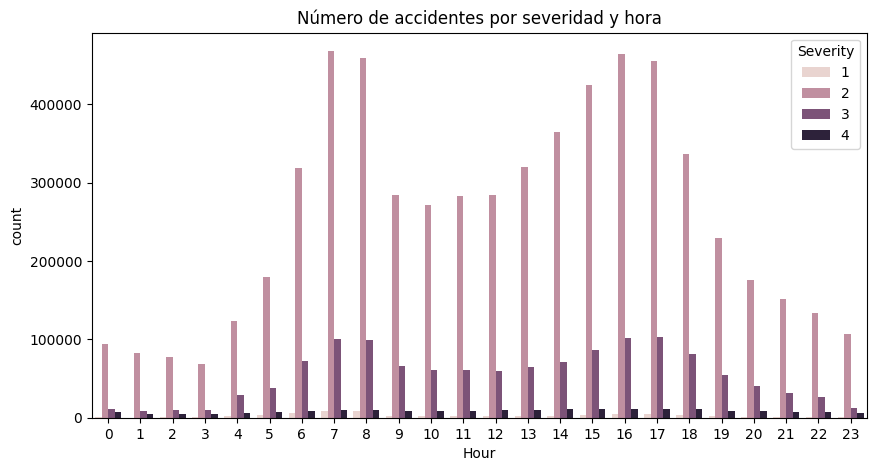 Número de accidentes por severidad y hora
Severity
1
2
3
4
count
400000
300000
200000
100000
0
0 1 2 3 4 5 6 7 8 9 10 11 12 13 14 15 16 17 18 19 20 21 22 23
Hour